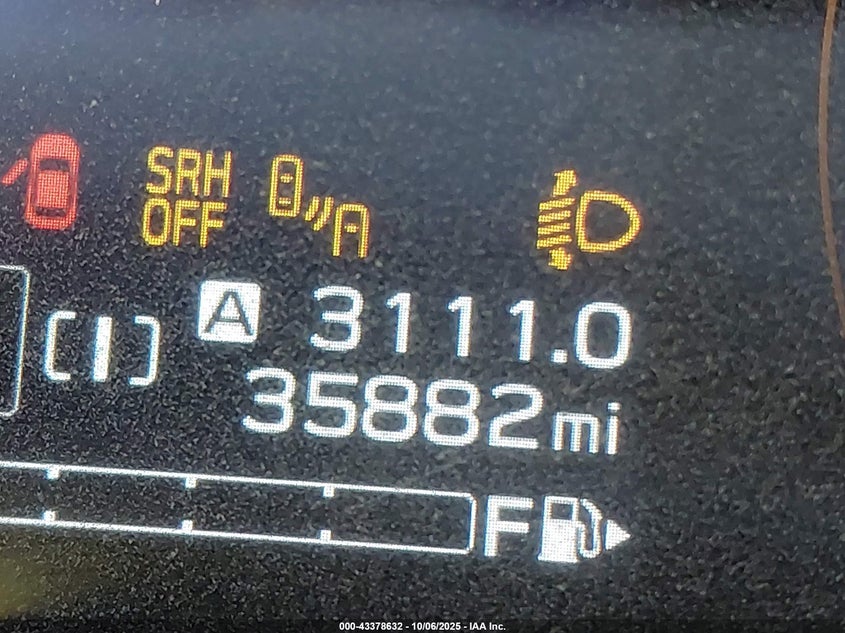 SRH
OFF
A 3111.0
35882 mi
F
000-43378632 - 10/06/2025 - IAA Inc.